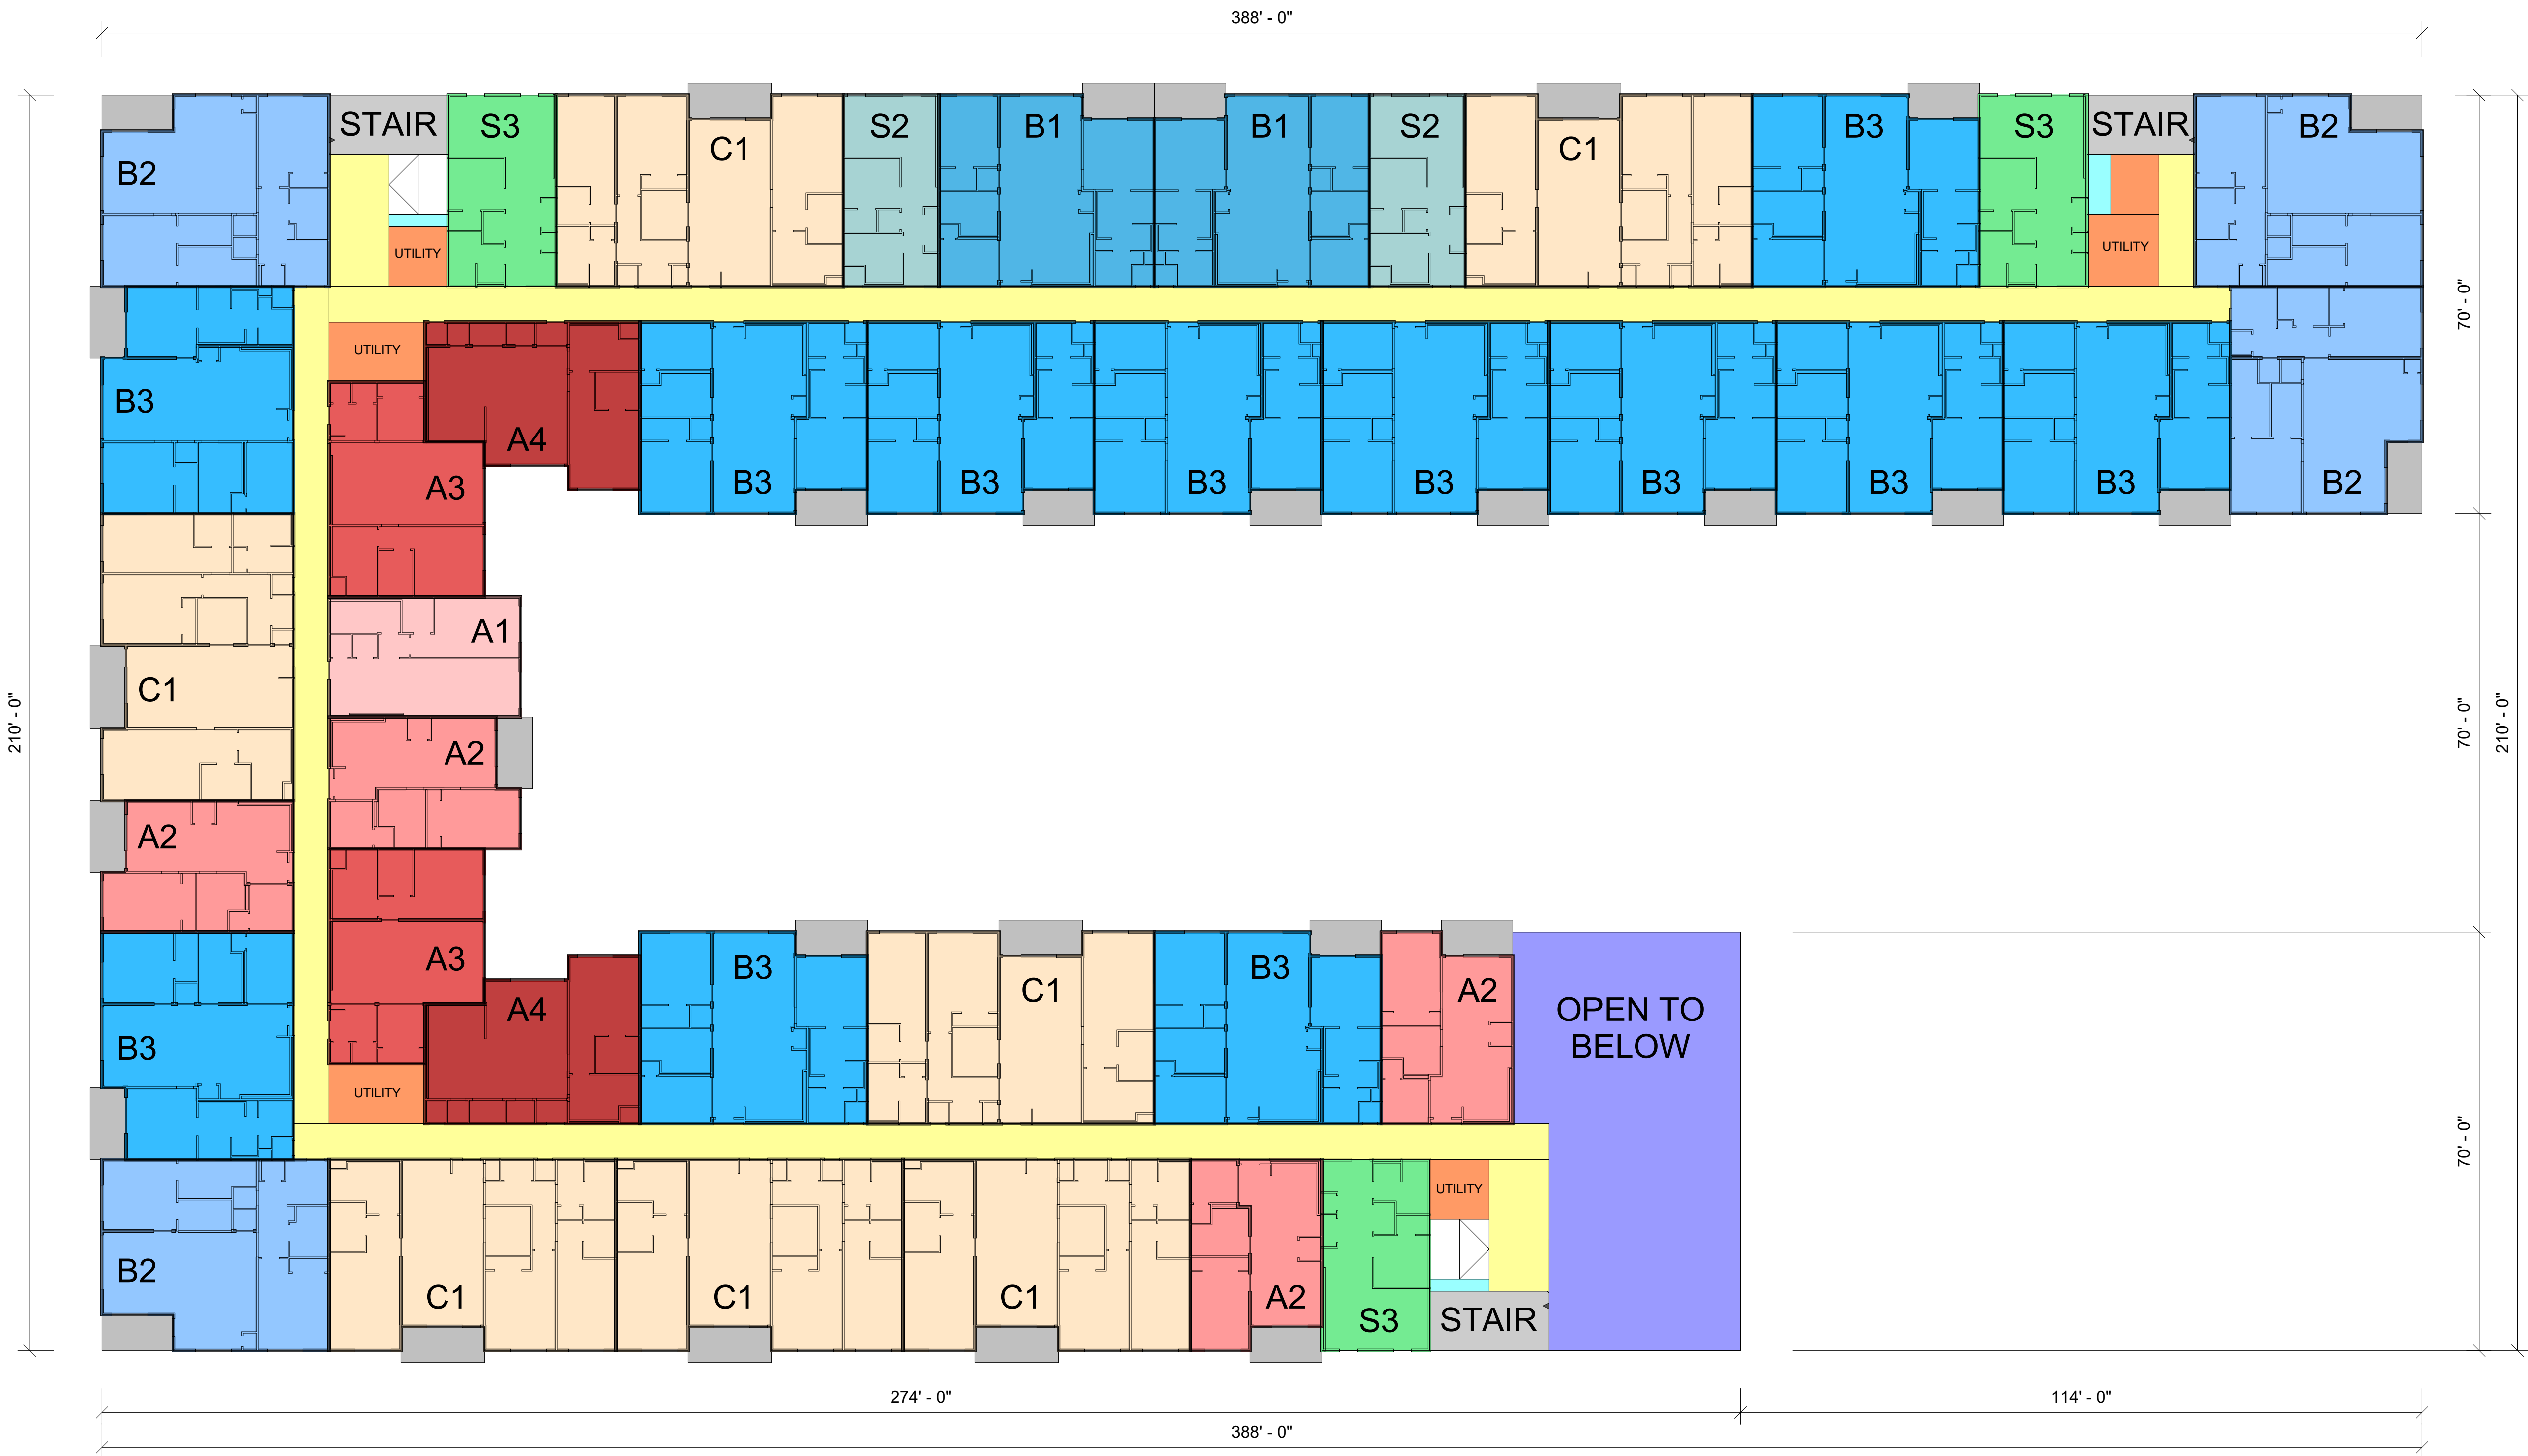 388' - 0"
STAIR
S3
S2
B1
B1
S2
B3
S3
STAIR
B2
C1
C1
B2
UTILITY
UTILITY
70' - 0"
UTILITY
B3
A4
A3
B3
B3
B3
B3
B3
B3
B3
B2
A1
C1
210' - 0"
70' - 0"
210' - 0"
A2
A2
A3
B3
B3
C1
A2
A4
OPEN TO
BELOW
B3
UTILITY
70' - 0"
UTILITY
B2
C1
C1
C1
A2
S3
STAIR
274' - 0"
114' - 0"
388' - 0"